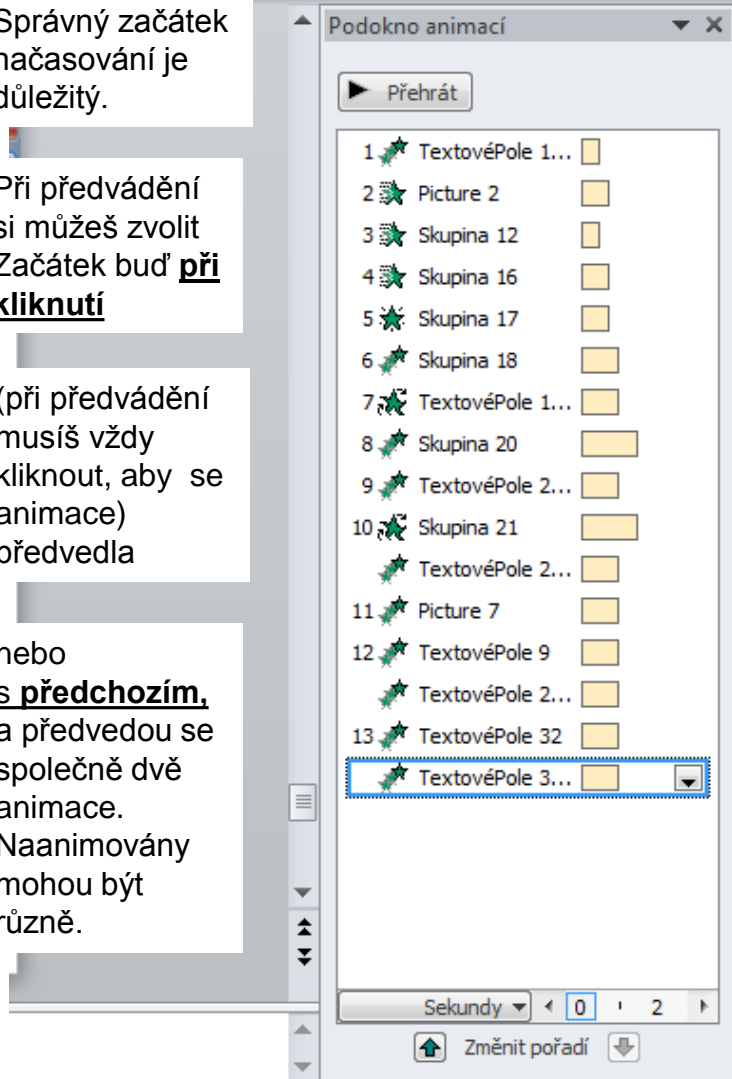 Správný začátek
načasování je
důležitý.
Při předvádění
si můžeš zvolit
Začátek buď při
kliknutí
(při předvádění
musíš vždy
kliknout, aby se
animace)
předvedla
nebo
s předchozím,
a předvedou se
společně dvě
animace.
Naanimovány
mohou být
různě.
Podokno animací
Přehrát
1 TextovéPole 1...
2 Picture 2
3 Skupina 12
4 Skupina 16
5 Skupina 17
6 Skupina 18
7 TextovéPole 1...
8 Skupina 20
9 TextovéPole 2...
10 Skupina 21
TextovéPole 2...
11 Picture 7
12 TextovéPole 9
TextovéPole 2...
13 TextovéPole 32
TextovéPole 3...
Sekundy 0 2
Změnit pořadí